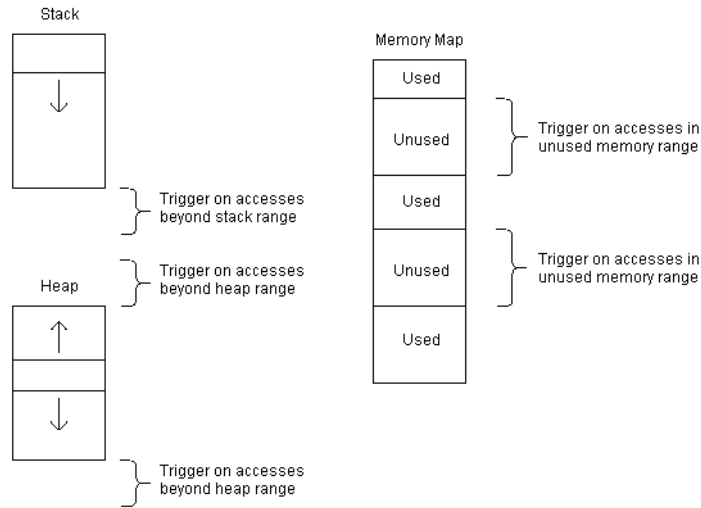 Stack
Trigger on accesses
beyond stack range
Trigger on accesses
beyond heap range
Heap
Trigger on accesses
beyond heap range
Memory Map
Used
Unused
Trigger on accesses in
unused memory range
Used
Unused
Trigger on accesses in
unused memory range
Used